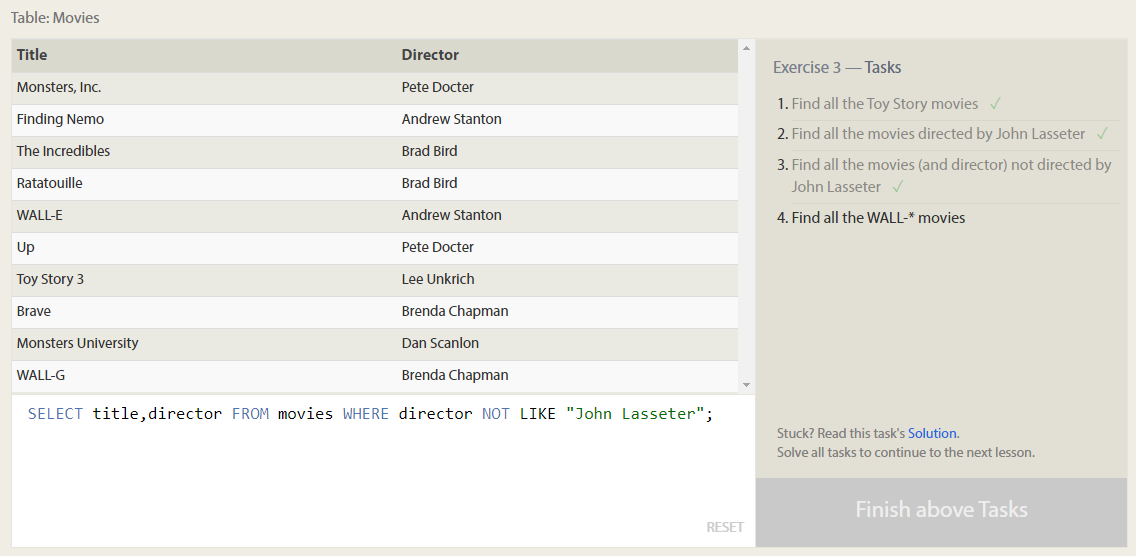 Table: Movies
Title Director
Monsters, Inc. Pete Docter
Finding Nemo Andrew Stanton
The Incredibles Brad Bird
Ratatouille Brad Bird
WALL-E Andrew Stanton
Up Pete Docter
Toy Story 3 Lee Unkrich
Brave Brenda Chapman
Monsters University Dan Scanlon
WALL-G Brenda Chapman
SELECT title,director FROM movies WHERE director NOT LIKE "John Lasseter";
RESET
Exercise 3 — Tasks
1. Find all the Toy Story movies ✓
2. Find all the movies directed by John Lasseter ✓
3. Find all the movies (and director) not directed by
John Lasseter ✓
4. Find all the WALL-* movies
Stuck? Read this task's Solution.
Solve all tasks to continue to the next lesson.
Finish above Tasks